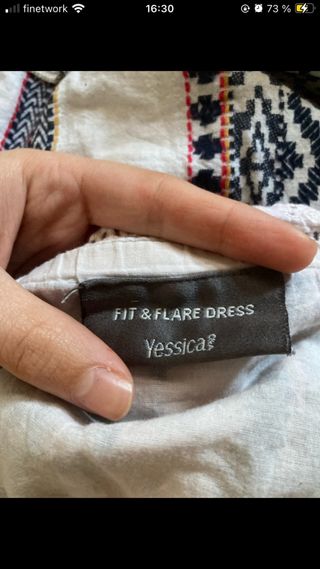 finetwork 16:30 73 %
FIT & FLARE DRESS
Yessica